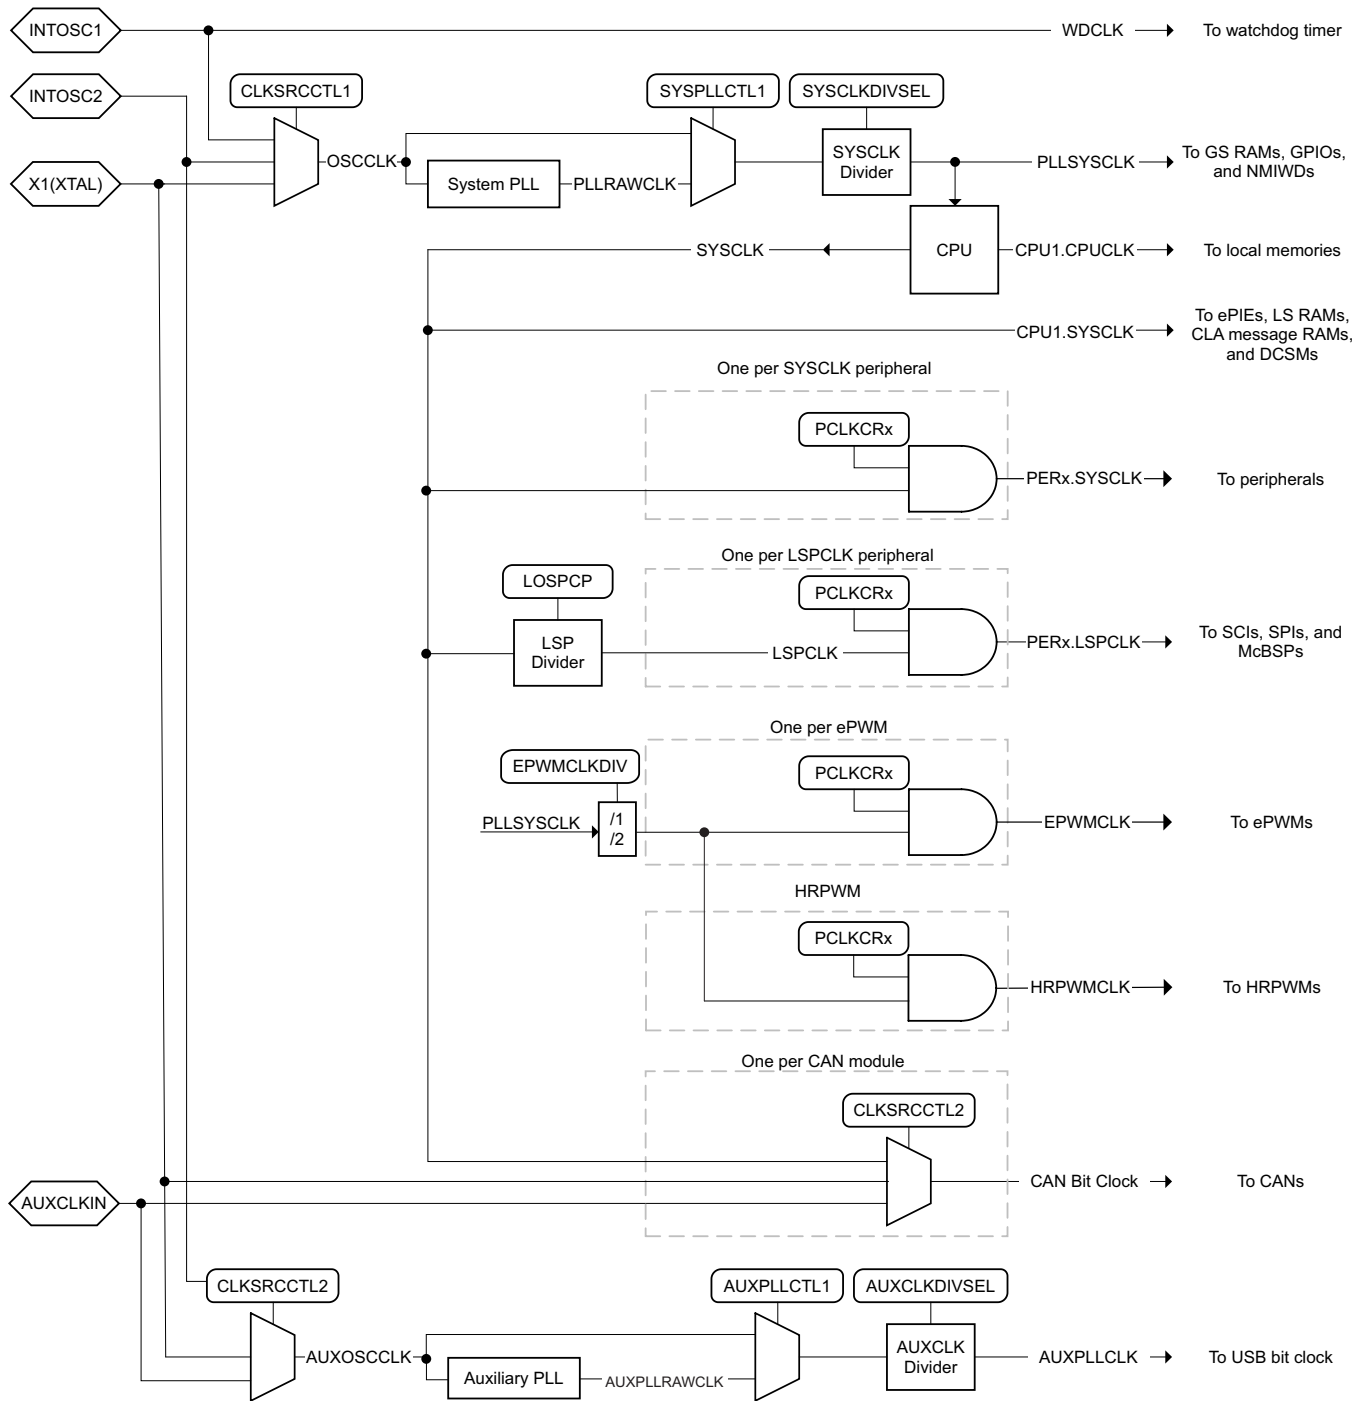 INTOSC1
WDCLK
To watchdog timer
INTOSC2
CLKSRCCTL1
SYSPLLCTL1
SYSCLKDIVSEL
X1(XTAL)
OSCCLK
System PLL
PLLRAWCLK
SYSCLK
Divider
PLLSYSCLK
To GS RAMs, GPIOs,
and NMIWDs
SYSCLK
CPU
CPU1.CPUCLK
To local memories
CPU1.SYSCLK
To ePIEs, LS RAMs,
CLA message RAMs,
and DCSMs
One per SYSCLK peripheral
PCLKCRx
PERx.SYSCLK
To peripherals
One per LSPCLK peripheral
LOSPCP
PCLKCRx
LSP
Divider
LSPCLK
PERx.LSPCLK
To SCIs, SPIs, and
McBSPs
One per ePWM
EPWMCLKDIV
PCLKCRx
PLLSYSCLK
/1
/2
EPWMCLK
To ePWMs
HRPWM
PCLKCRx
HRPWMCLK
To HRPWMs
One per CAN module
CLKSRCCTL2
AUXCLKIN
CAN Bit Clock
To CANs
CLKSRCCTL2
AUXPLLCTL1
AUXCLKDIVSEL
AUXOSCCLK
Auxiliary PLL
AUXPLLRAWCLK
AUXCLK
Divider
AUXPLLCLK
To USB bit clock